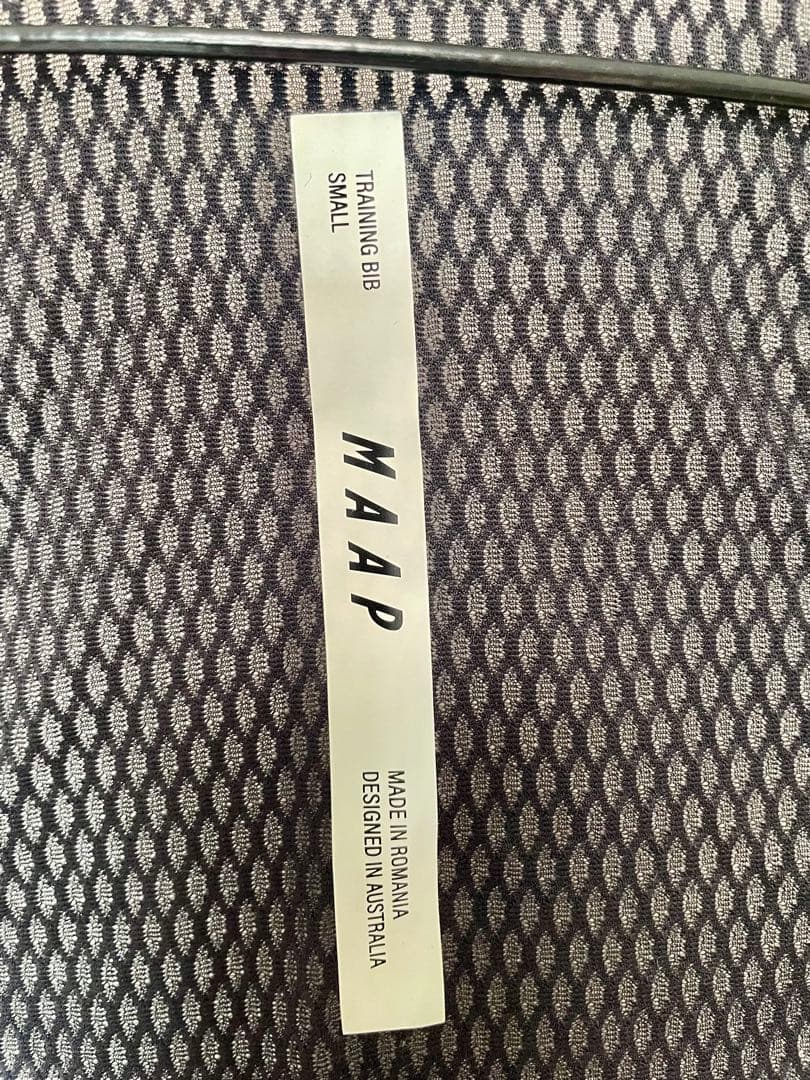 TRAINING BIB
SMALL
MAAP
MADE IN ROMANIA
DESIGNED IN AUSTRALIA